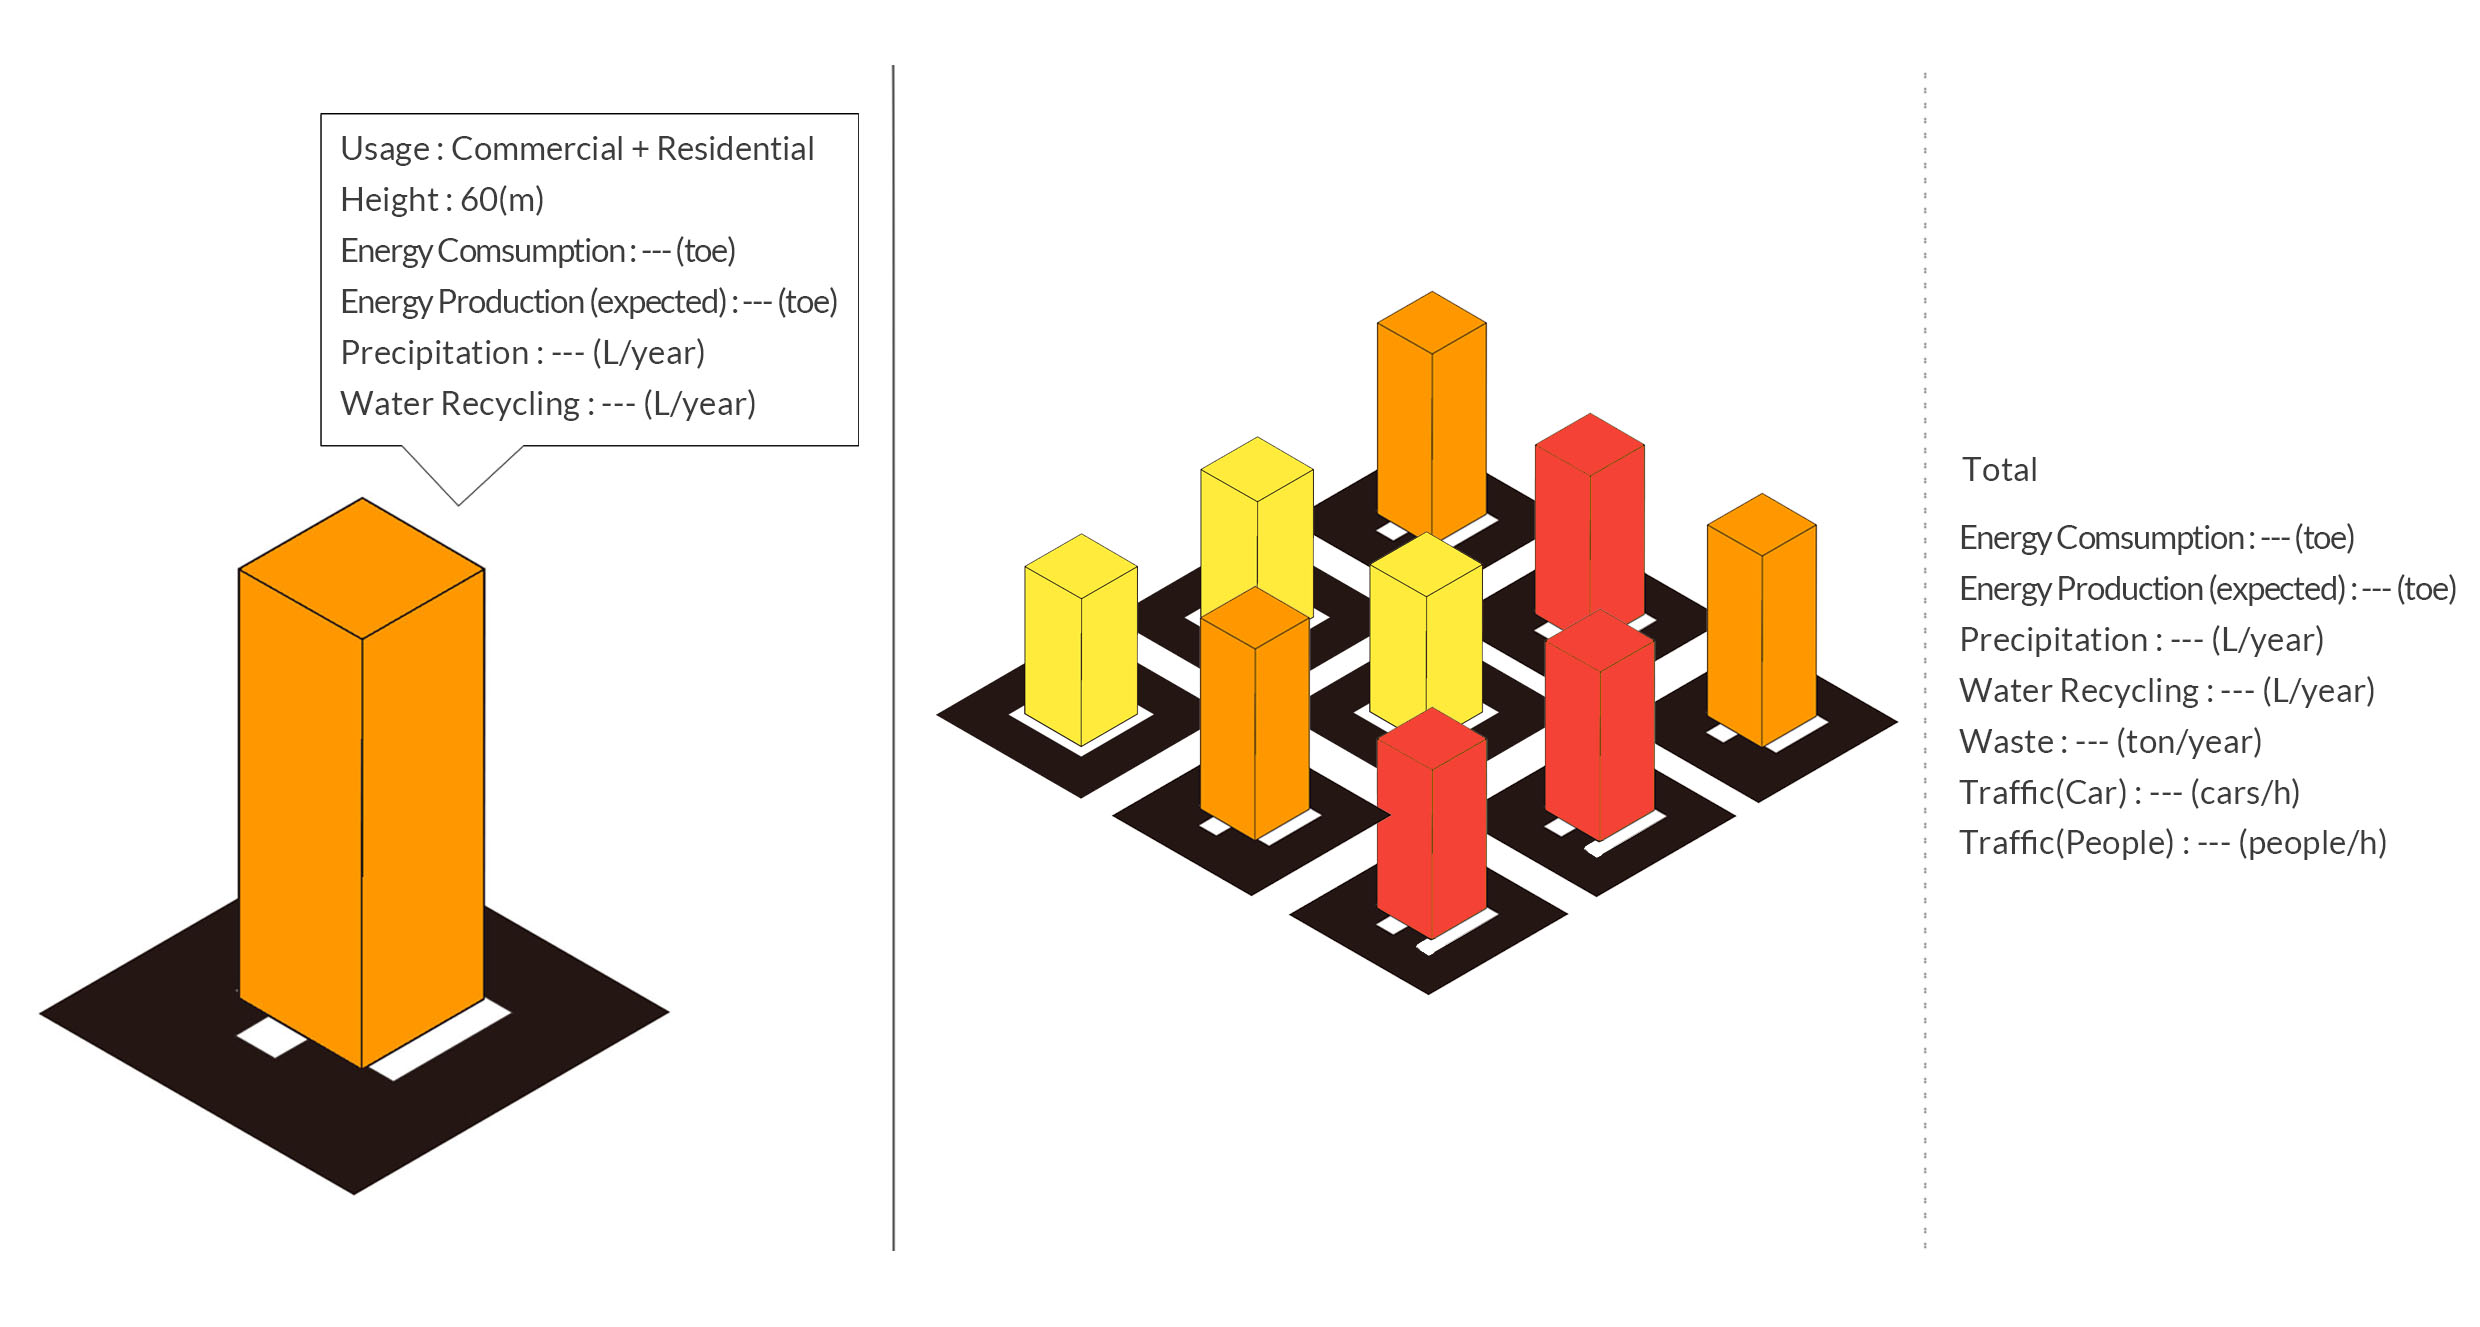 Usage : Commercial + Residential
Height : 60(m)
Energy Comsumption : --- (toe)
Energy Production (expected) : --- (toe)
Precipitation : --- (L/year)
Water Recycling : --- (L/year)
Total
Energy Comsumption : --- (toe)
Energy Production (expected) : --- (toe)
Precipitation : --- (L/year)
Water Recycling : --- (L/year)
Waste : --- (ton/year)
Traffic(Car) : --- (cars/h)
Traffic(People) : --- (people/h)